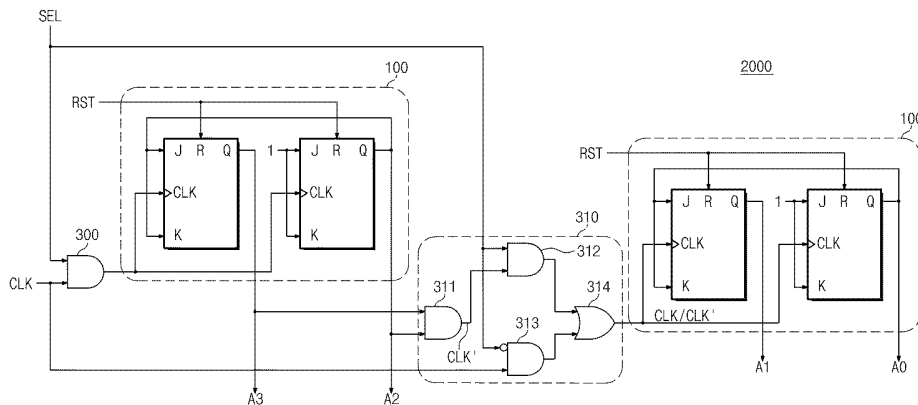 SEL
100
2000
RST
J R Q
1 J R Q
CLK
CLK
K
K
100
RST
J R Q
1 J R Q
CLK
CLK
K
K
300
CLK
310
312
311
314
313
CLK'
CLK/CLK'
A3
A2
A1
A0